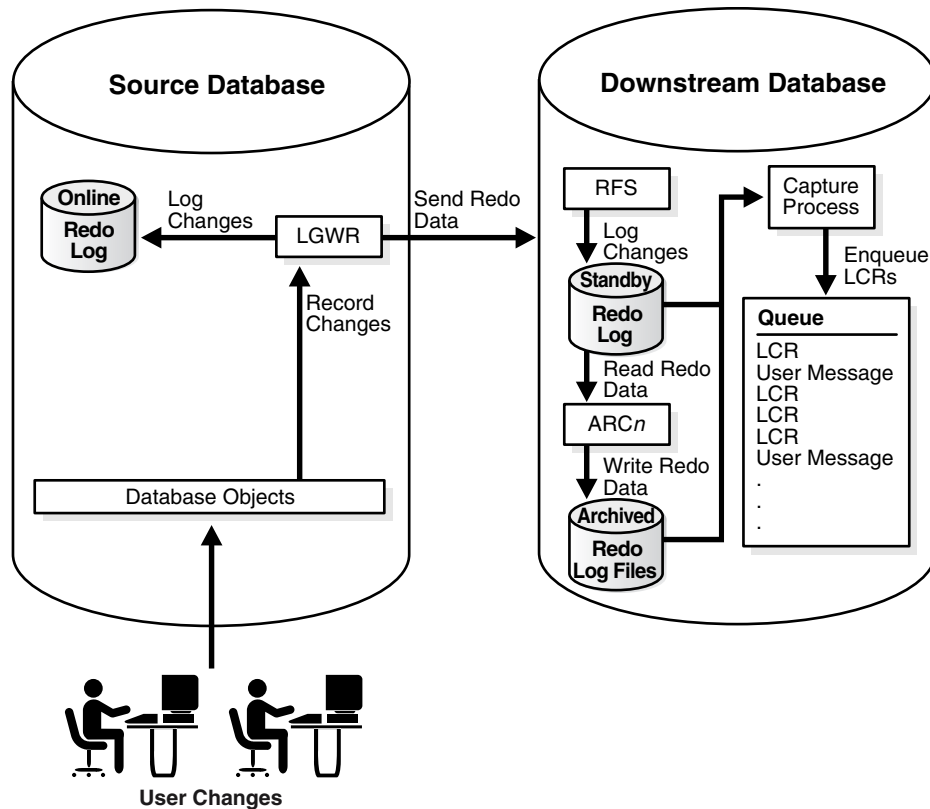 Source Database
Online
Redo
Log
Log
Changes
LGWR
Send Redo
Data
Record
Changes
Database Objects
User Changes
Downstream Database
RFS
Log
Changes
Standby
Redo
Log
Read Redo
Data
ARCn
Write Redo
Data
Archived
Redo
Log Files
Capture
Process
Enqueue
LCRs
Queue
LCR
User Message
LCR
LCR
LCR
User Message
.
.
.